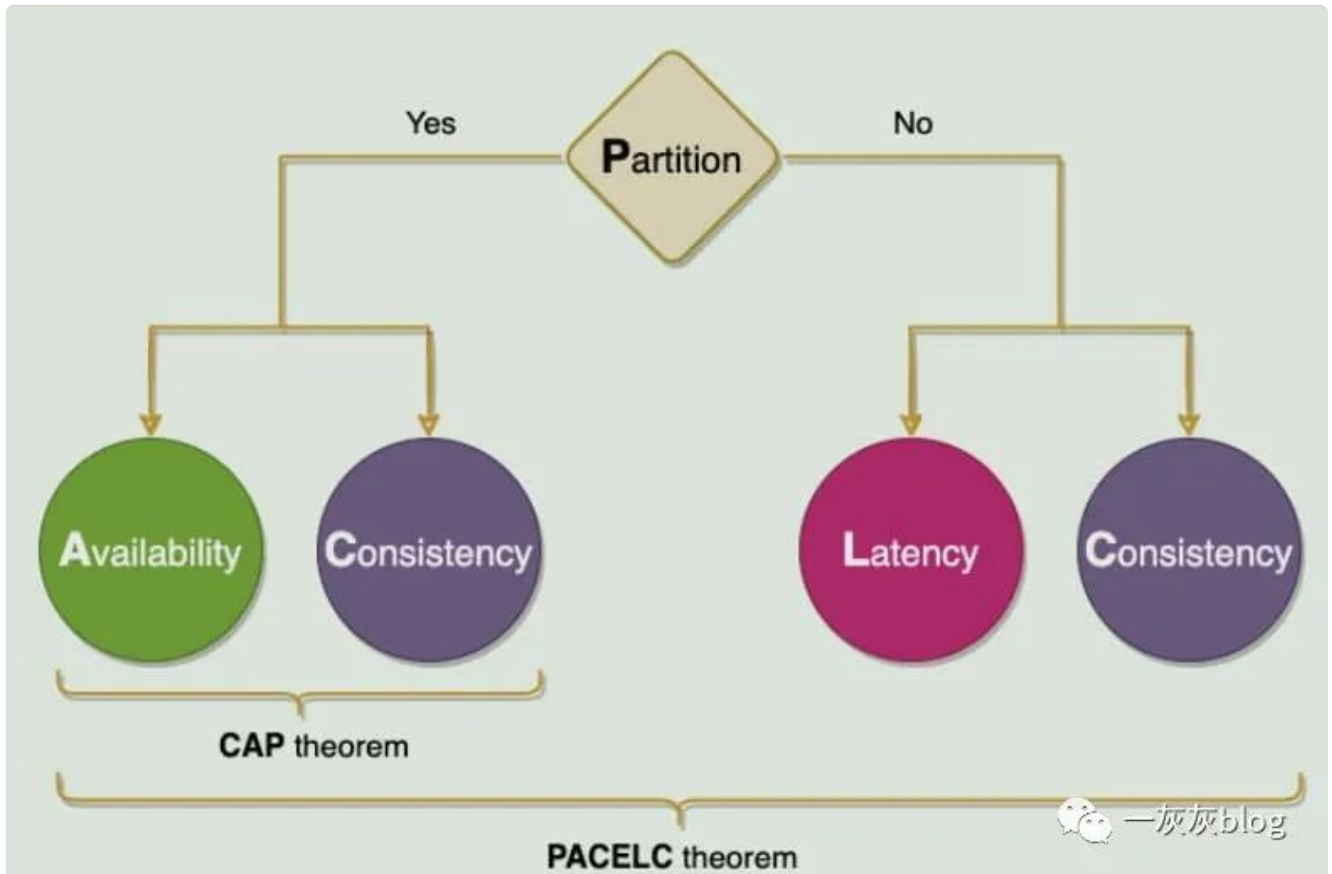 Yes
No
Partition
Availability
Consistency
Latency
Consistency
CAP theorem
一灰灰blog
PACELC theorem